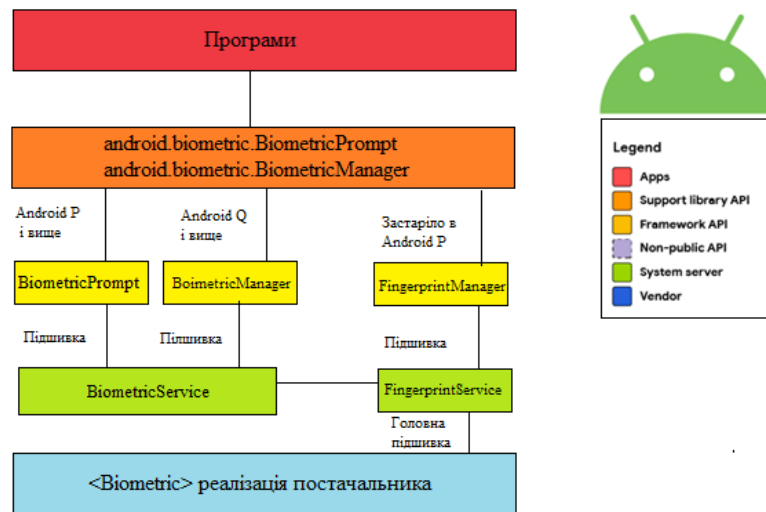 Програми
android.biometric.BiometricPrompt
android.biometric.BiometricManager
Android P
і вище
Android Q
і вище
Застаріло в
Android P
BiometricPrompt
BoimetricManager
FingerprintManager
Підшивка
Пілшивка
Підшивка
BiometricService
FingerprintService
Головна
підшивка
<Biometric> реалізація постачальника
Legend
Apps
Support library API
Framework API
Non-public API
System server
Vendor